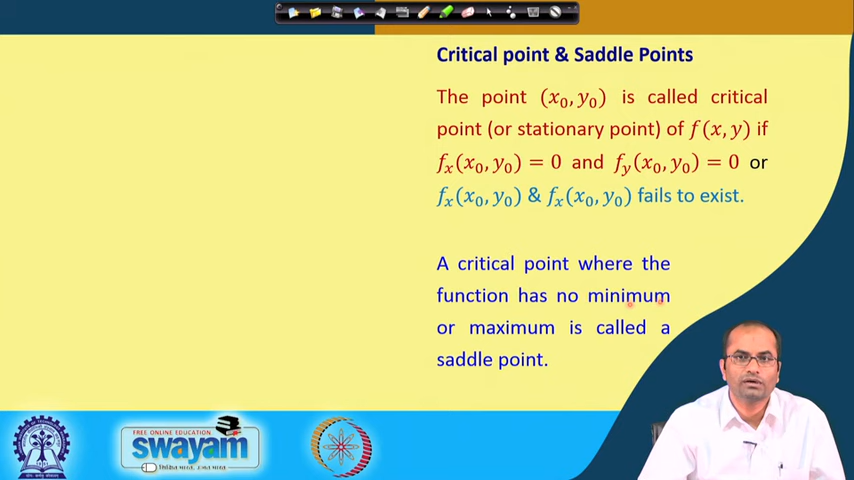 Critical point & Saddle Points
The point (x₀, y₀) is called critical
point (or stationary point) of f(x, y) if
fₓ(x₀, y₀) = 0 and f_y(x₀, y₀) = 0 or
fₓ(x₀, y₀) & fₓ(x₀, y₀) fails to exist.
A critical point where the
function has no minimum
or maximum is called a
saddle point.
FREE ONLINE EDUCATION
swayam